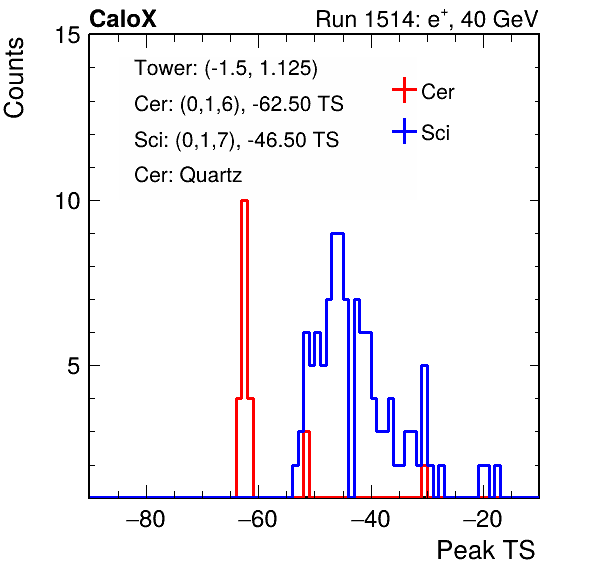 CaloX Run 1514: e+, 40 GeV
Counts
15
Tower: (-1.5, 1.125)
Cer: (0,1,6), -62.50 TS
Sci: (0,1,7), -46.50 TS
Cer: Quartz
Cer
Sci
10
5
−80 −60 −40 −20
Peak TS